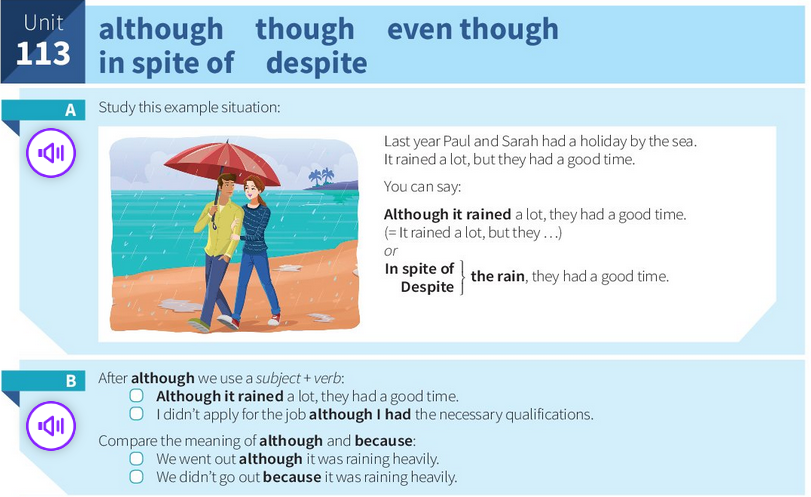 Unit
113
although though even though
in spite of despite
A
Study this example situation:
Last year Paul and Sarah had a holiday by the sea.
It rained a lot, but they had a good time.
You can say:
Although it rained a lot, they had a good time.
(= It rained a lot, but they …)
or
In spite of
Despite
the rain, they had a good time.
B
After although we use a subject + verb:
Although it rained a lot, they had a good time.
I didn’t apply for the job although I had the necessary qualifications.
Compare the meaning of although and because:
We went out although it was raining heavily.
We didn’t go out because it was raining heavily.